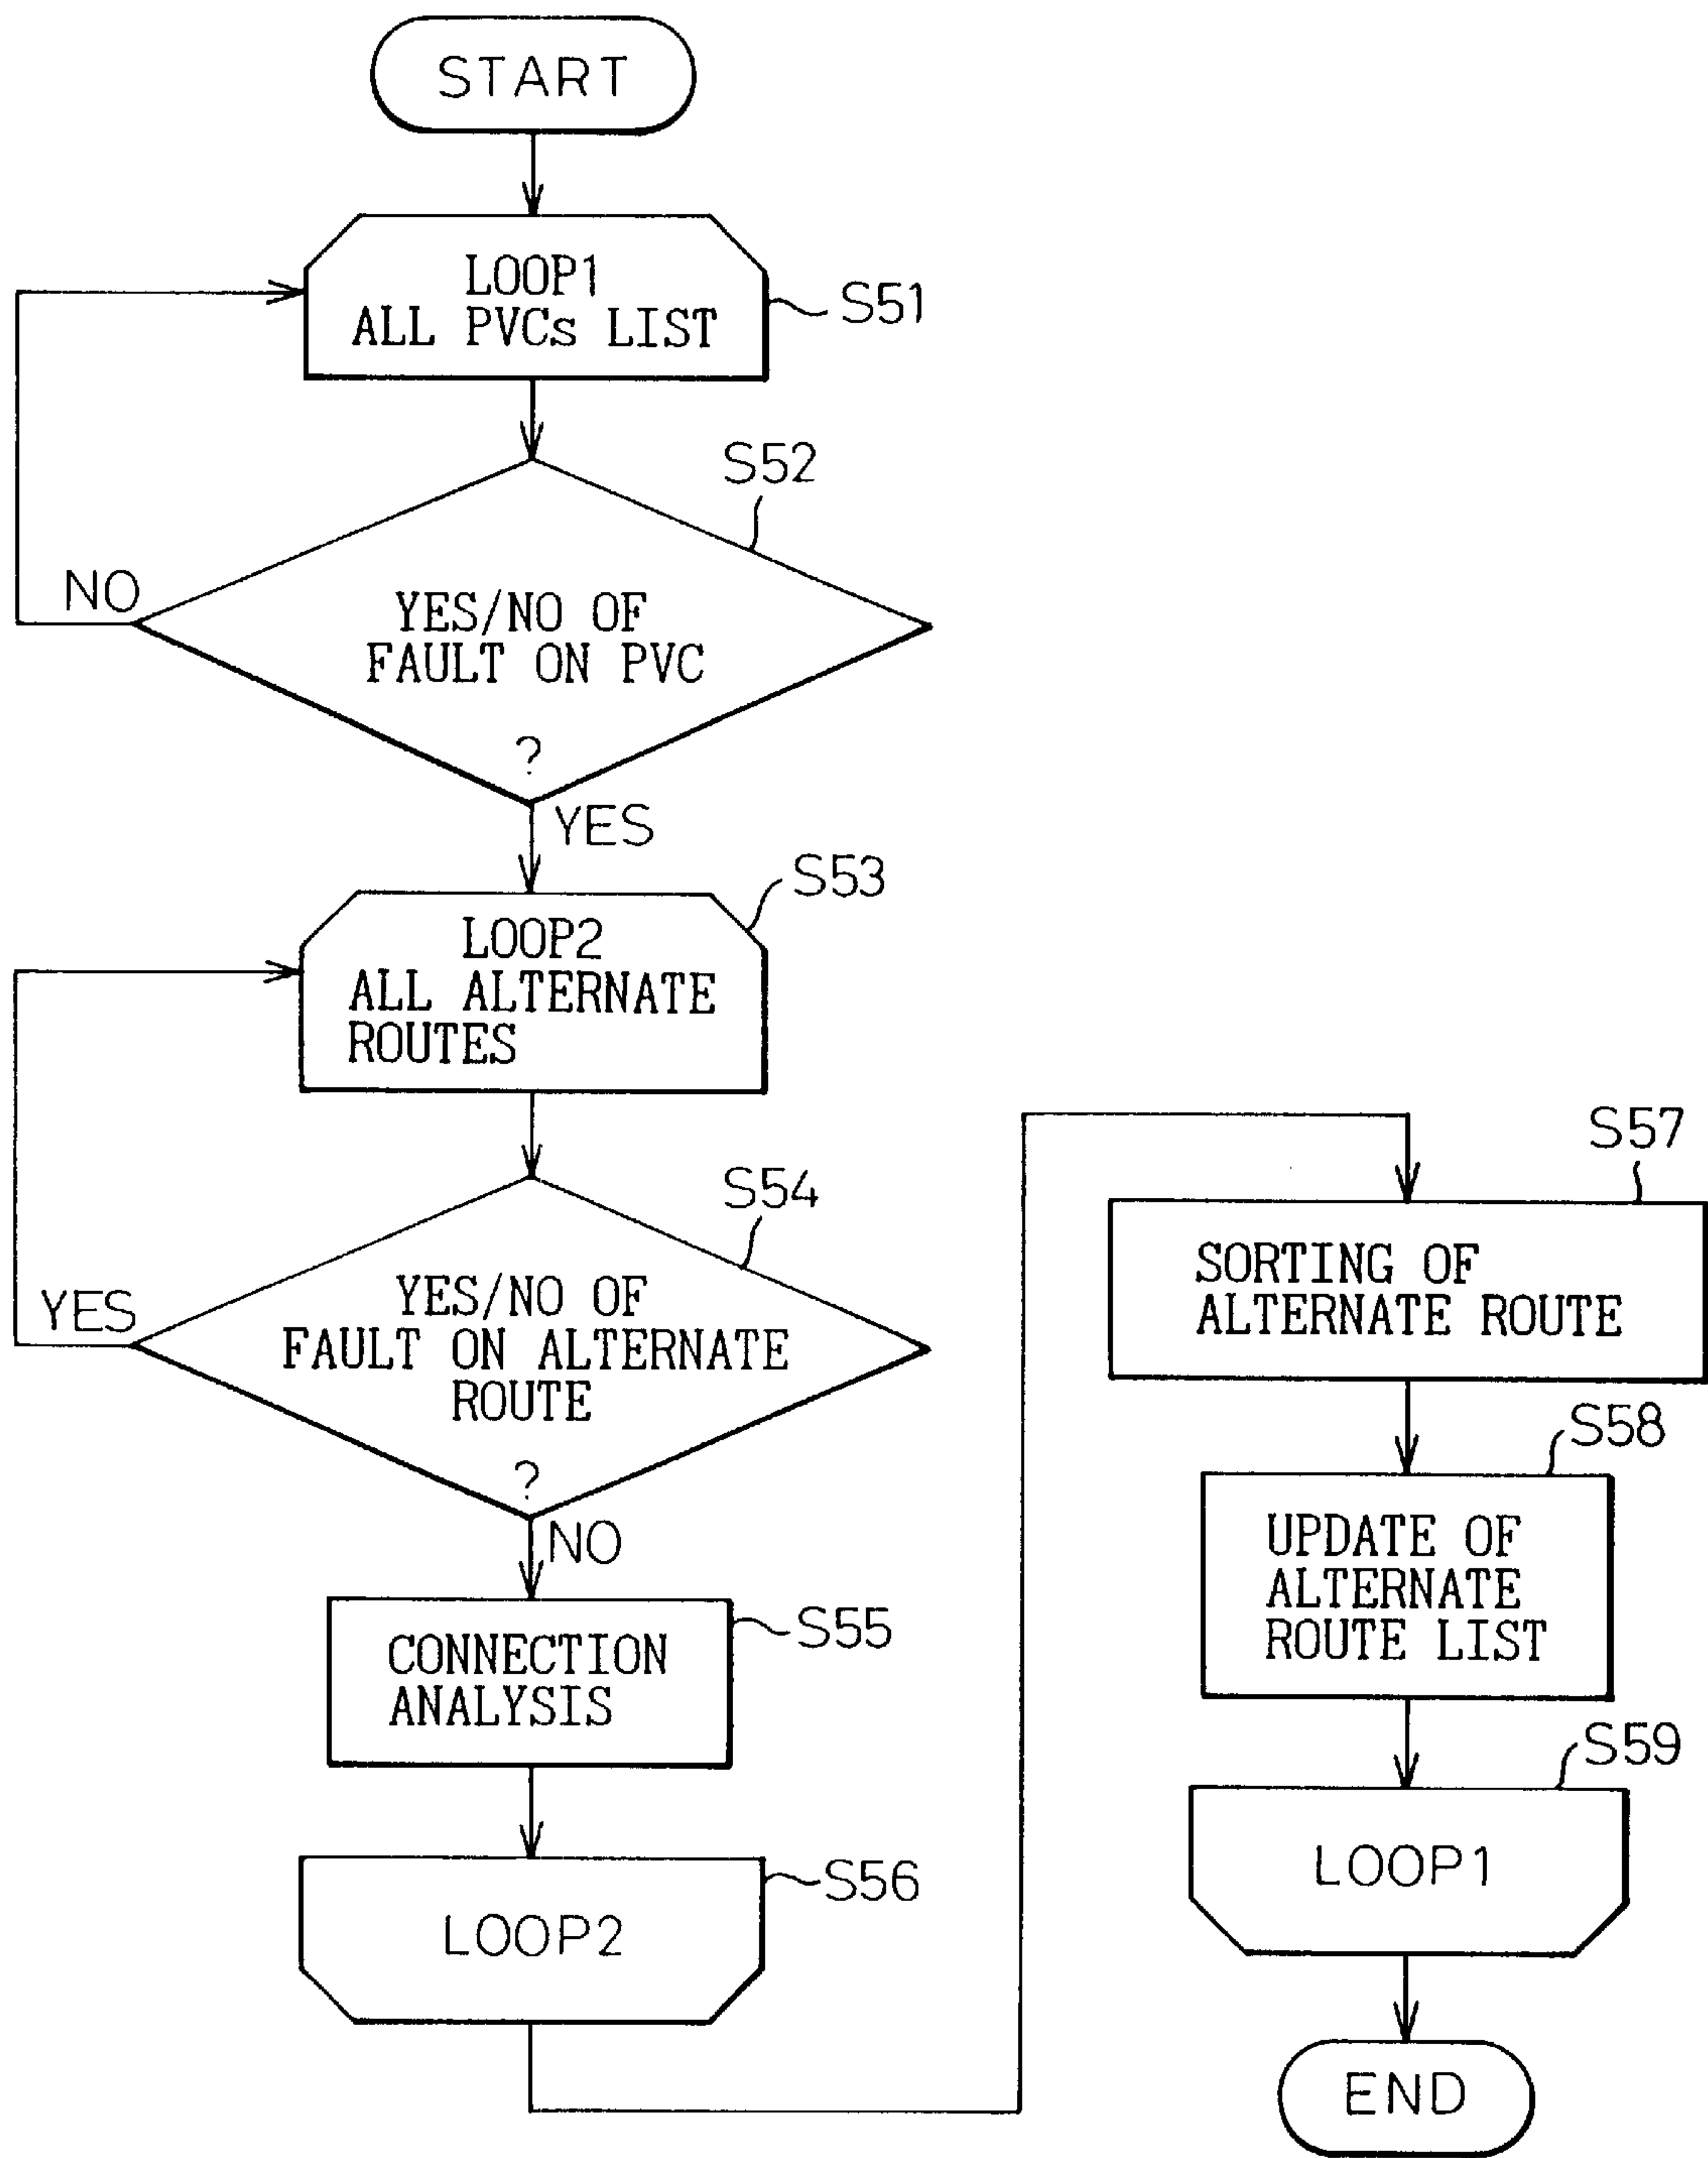 START
LOOP1
ALL PVCs LIST
S51
S52
NO
YES/NO OF
FAULT ON PVC
?
YES
S53
LOOP2
ALL ALTERNATE
ROUTES
S54
YES
YES/NO OF
FAULT ON ALTERNATE
ROUTE
?
NO
CONNECTION
ANALYSIS
S55
LOOP2
S56
S57
SORTING OF
ALTERNATE ROUTE
S58
UPDATE OF
ALTERNATE
ROUTE LIST
S59
LOOP1
END